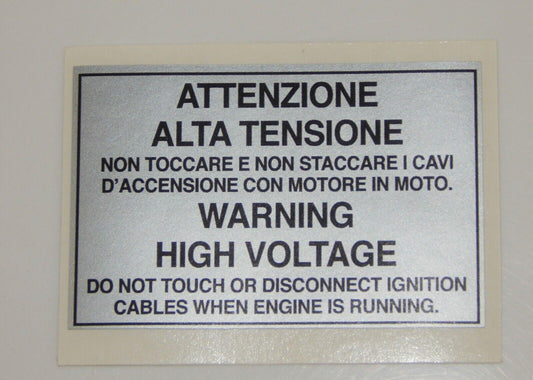 ATTENZIONE
ALTA TENSIONE
NON TOCCARE E NON STACCARE I CAVI
D'ACCENSIONE CON MOTORE IN MOTO.
WARNING
HIGH VOLTAGE
DO NOT TOUCH OR DISCONNECT IGNITION
CABLES WHEN ENGINE IS RUNNING.